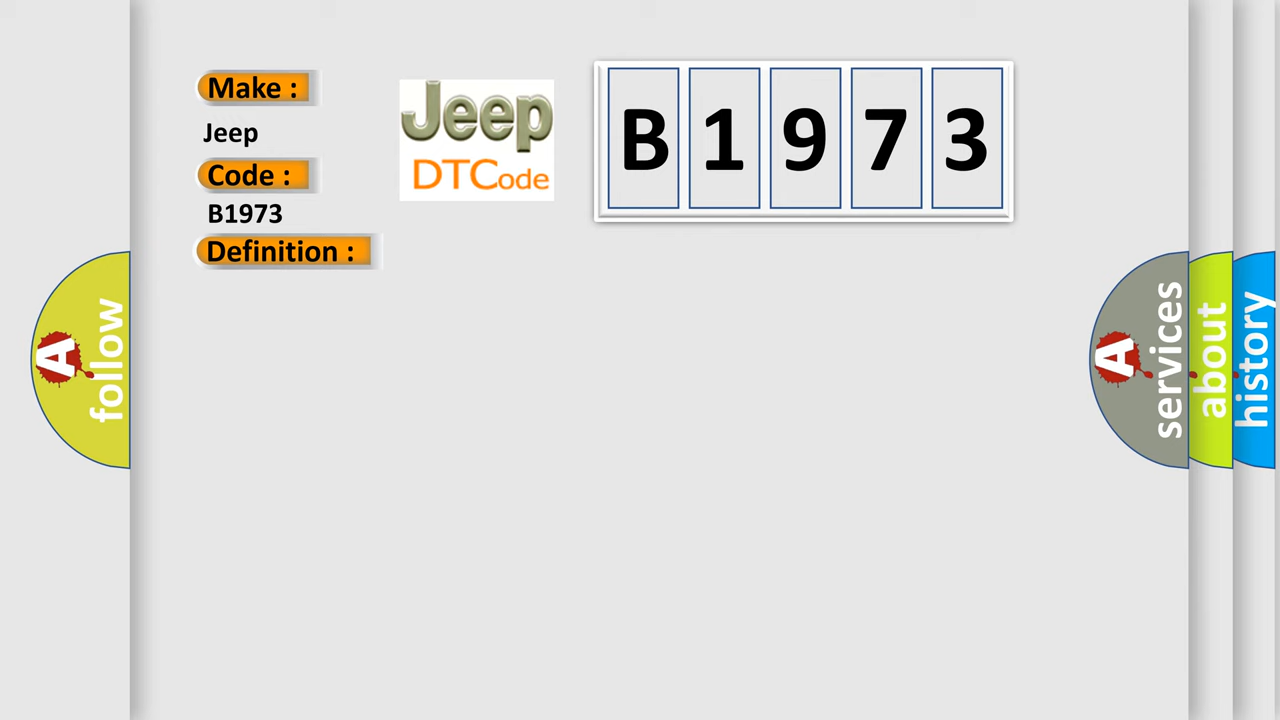 Make :
Jeep
Code :
B1973
Definition :
Jeep
DTCode
B 1 9 7 3
A follow
A services
about
history